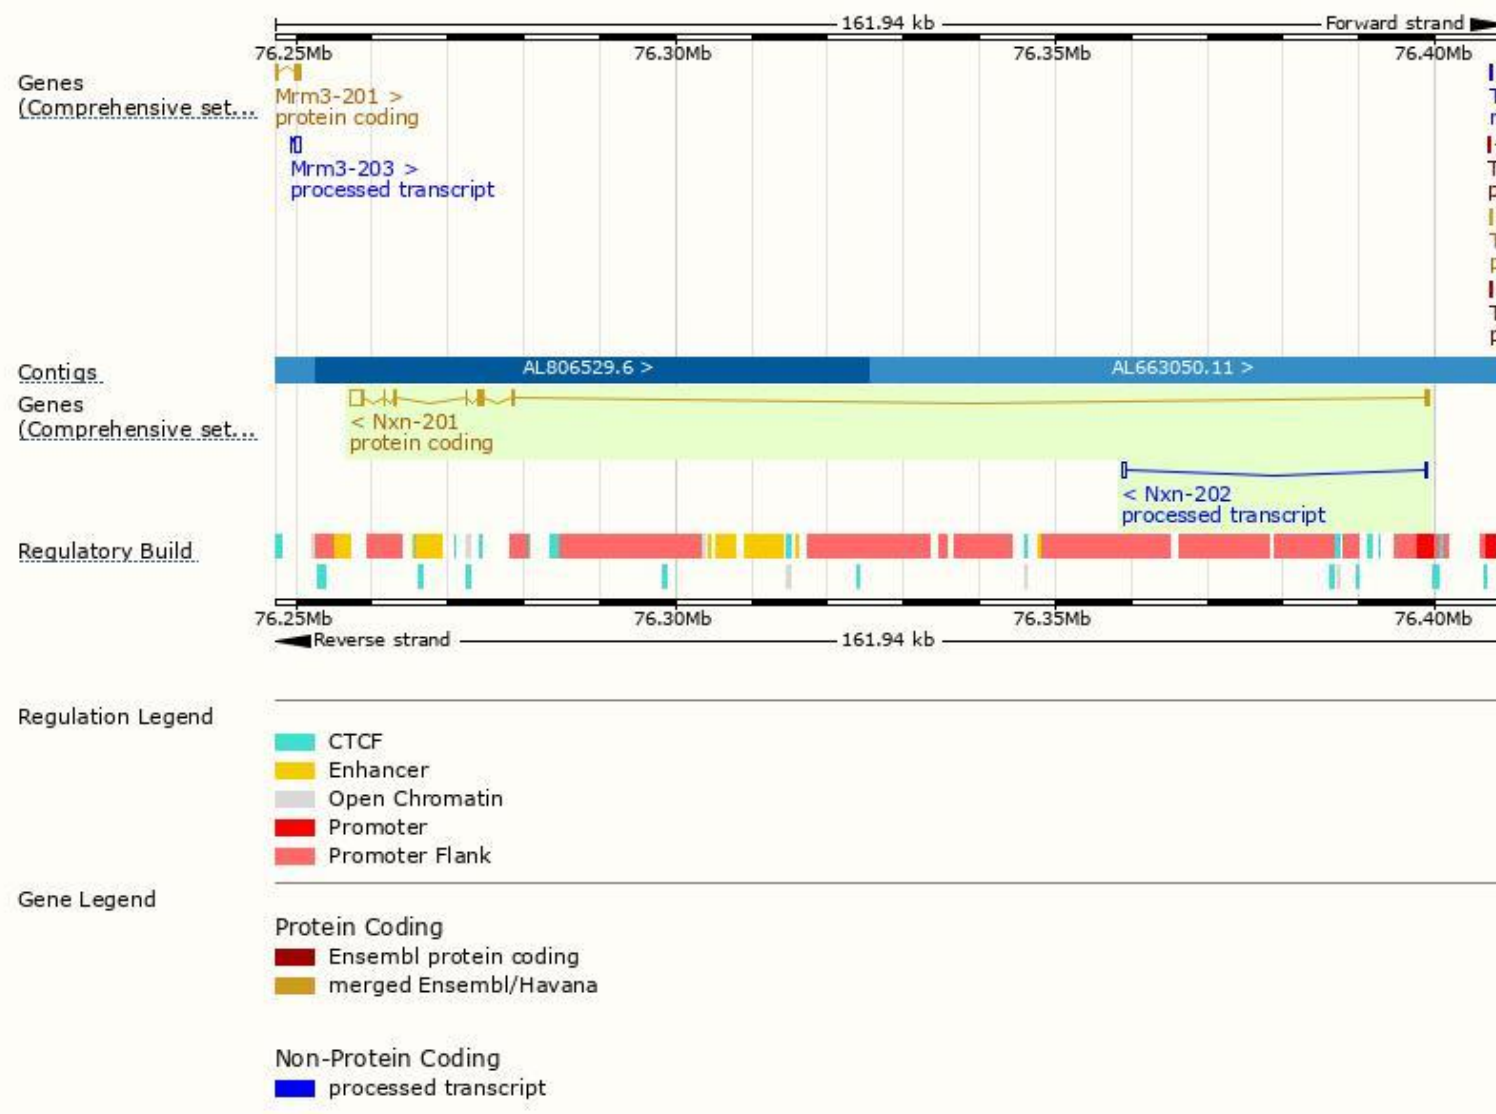 161.94 kb
Forward strand
76.25Mb 76.30Mb 76.35Mb 76.40Mb
Genes
(Comprehensive set...
Mrm3-201 >
protein coding
Mrm3-203 >
processed transcript
Contigs
AL806529.6 >
AL663050.11 >
Genes
(Comprehensive set...
< Nxn-201
protein coding
< Nxn-202
processed transcript
Regulatory Build
76.25Mb 76.30Mb 76.35Mb 76.40Mb
Reverse strand
161.94 kb
Regulation Legend
CTCF
Enhancer
Open Chromatin
Promoter
Promoter Flank
Gene Legend
Protein Coding
Ensembl protein coding
merged Ensembl/Havana
Non-Protein Coding
processed transcript